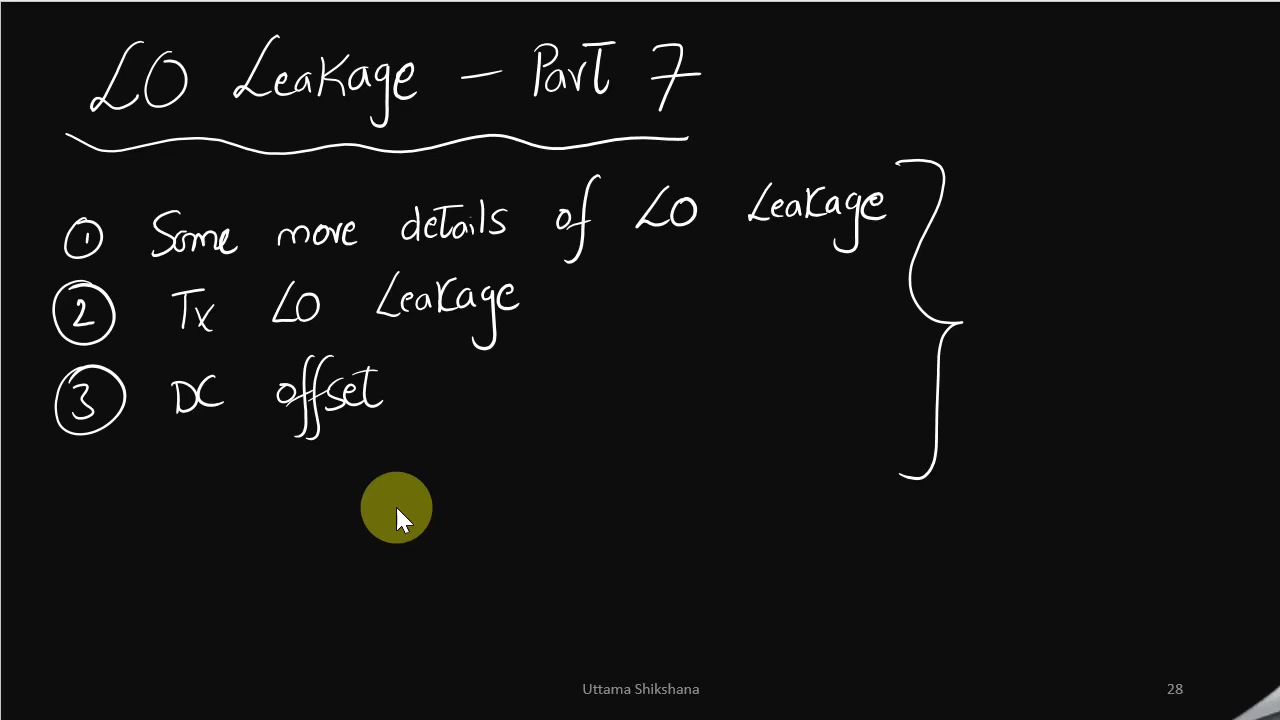 LO Leakage - Part 7
① Some more details of LO Leakage
② Tx LO Leakage
③ DC offset
Uttama Shikshana
28